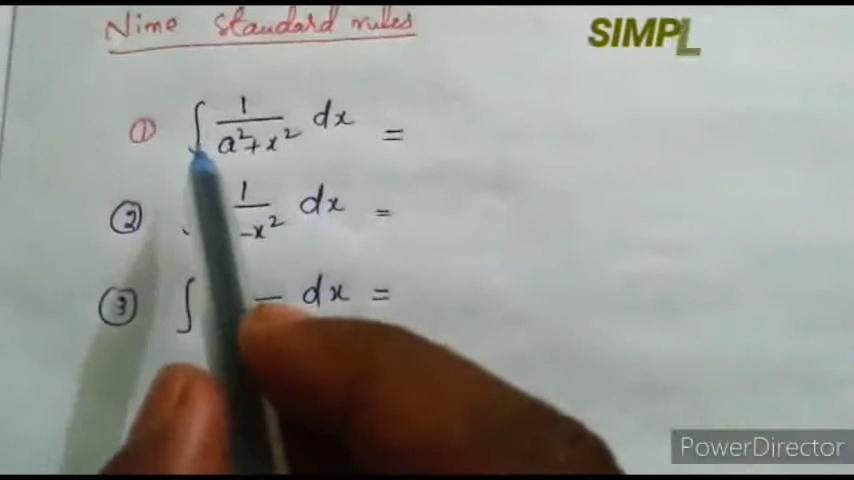 Nime standard rules
SIMPL
① ∫ 1/(a²+x²) dx =
② 1/-x² dx =
③ ∫ dx =
PowerDirector